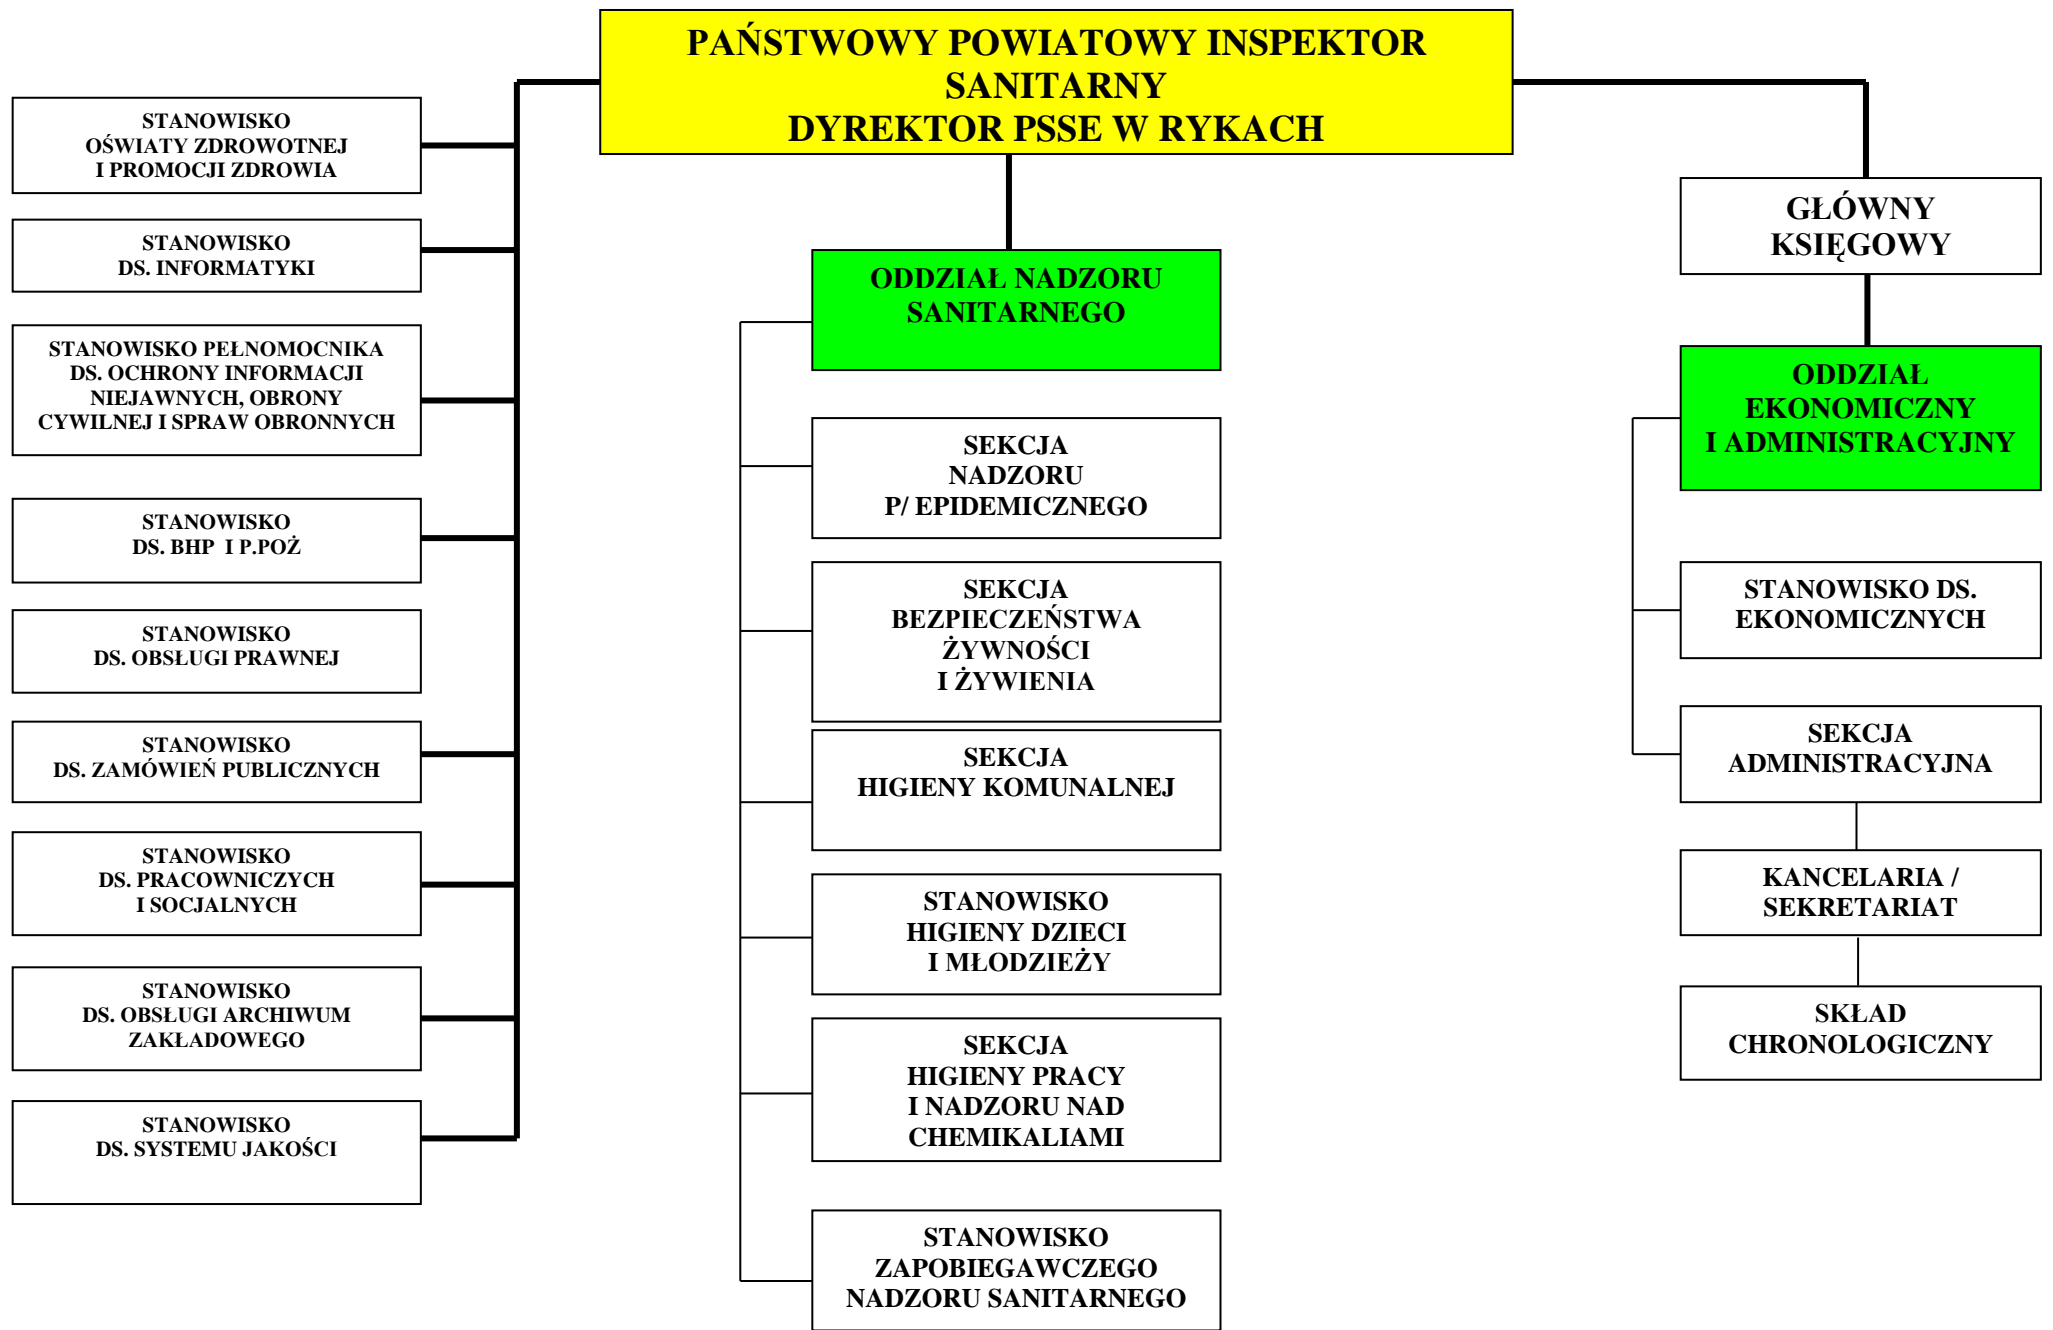 PAŃSTWOWY POWIATOWY INSPEKTOR
SANITARNY
DYREKTOR PSSE W RYKACH
STANOWISKO
OŚWIATY ZDROWOTNEJ
I PROMOCJI ZDROWIA
STANOWISKO
DS. INFORMATYKI
STANOWISKO PEŁNOMOCNIKA
DS. OCHRONY INFORMACJI
NIEJAWNYCH, OBRONY
CYWILNEJ I SPRAW OBRONNYCH
STANOWISKO
DS. BHP I P.POŻ
STANOWISKO
DS. OBSŁUGI PRAWNEJ
STANOWISKO
DS. ZAMÓWIEŃ PUBLICZNYCH
STANOWISKO
DS. PRACOWNICZYCH
I SOCJALNYCH
STANOWISKO
DS. OBSŁUGI ARCHIWUM
ZAKŁADOWEGO
STANOWISKO
DS. SYSTEMU JAKOŚCI
ODDZIAŁ NADZORU
SANITARNEGO
SEKCJA
NADZORU
P/ EPIDEMICZNEGO
SEKCJA
BEZPIECZEŃSTWA
ŻYWNOŚCI
I ŻYWIENIA
SEKCJA
HIGIENY KOMUNALNEJ
STANOWISKO
HIGIENY DZIECI
I MŁODZIEŻY
SEKCJA
HIGIENY PRACY
I NADZORU NAD
CHEMIKALIAMI
STANOWISKO
ZAPOBIEGAWCZEGO
NADZORU SANITARNEGO
GŁÓWNY
KSIĘGOWY
ODDZIAŁ
EKONOMICZNY
I ADMINISTRACYJNY
STANOWISKO DS.
EKONOMICZNYCH
SEKCJA
ADMINISTRACYJNA
KANCELARIA /
SEKRETARIAT
SKŁAD
CHRONOLOGICZNY